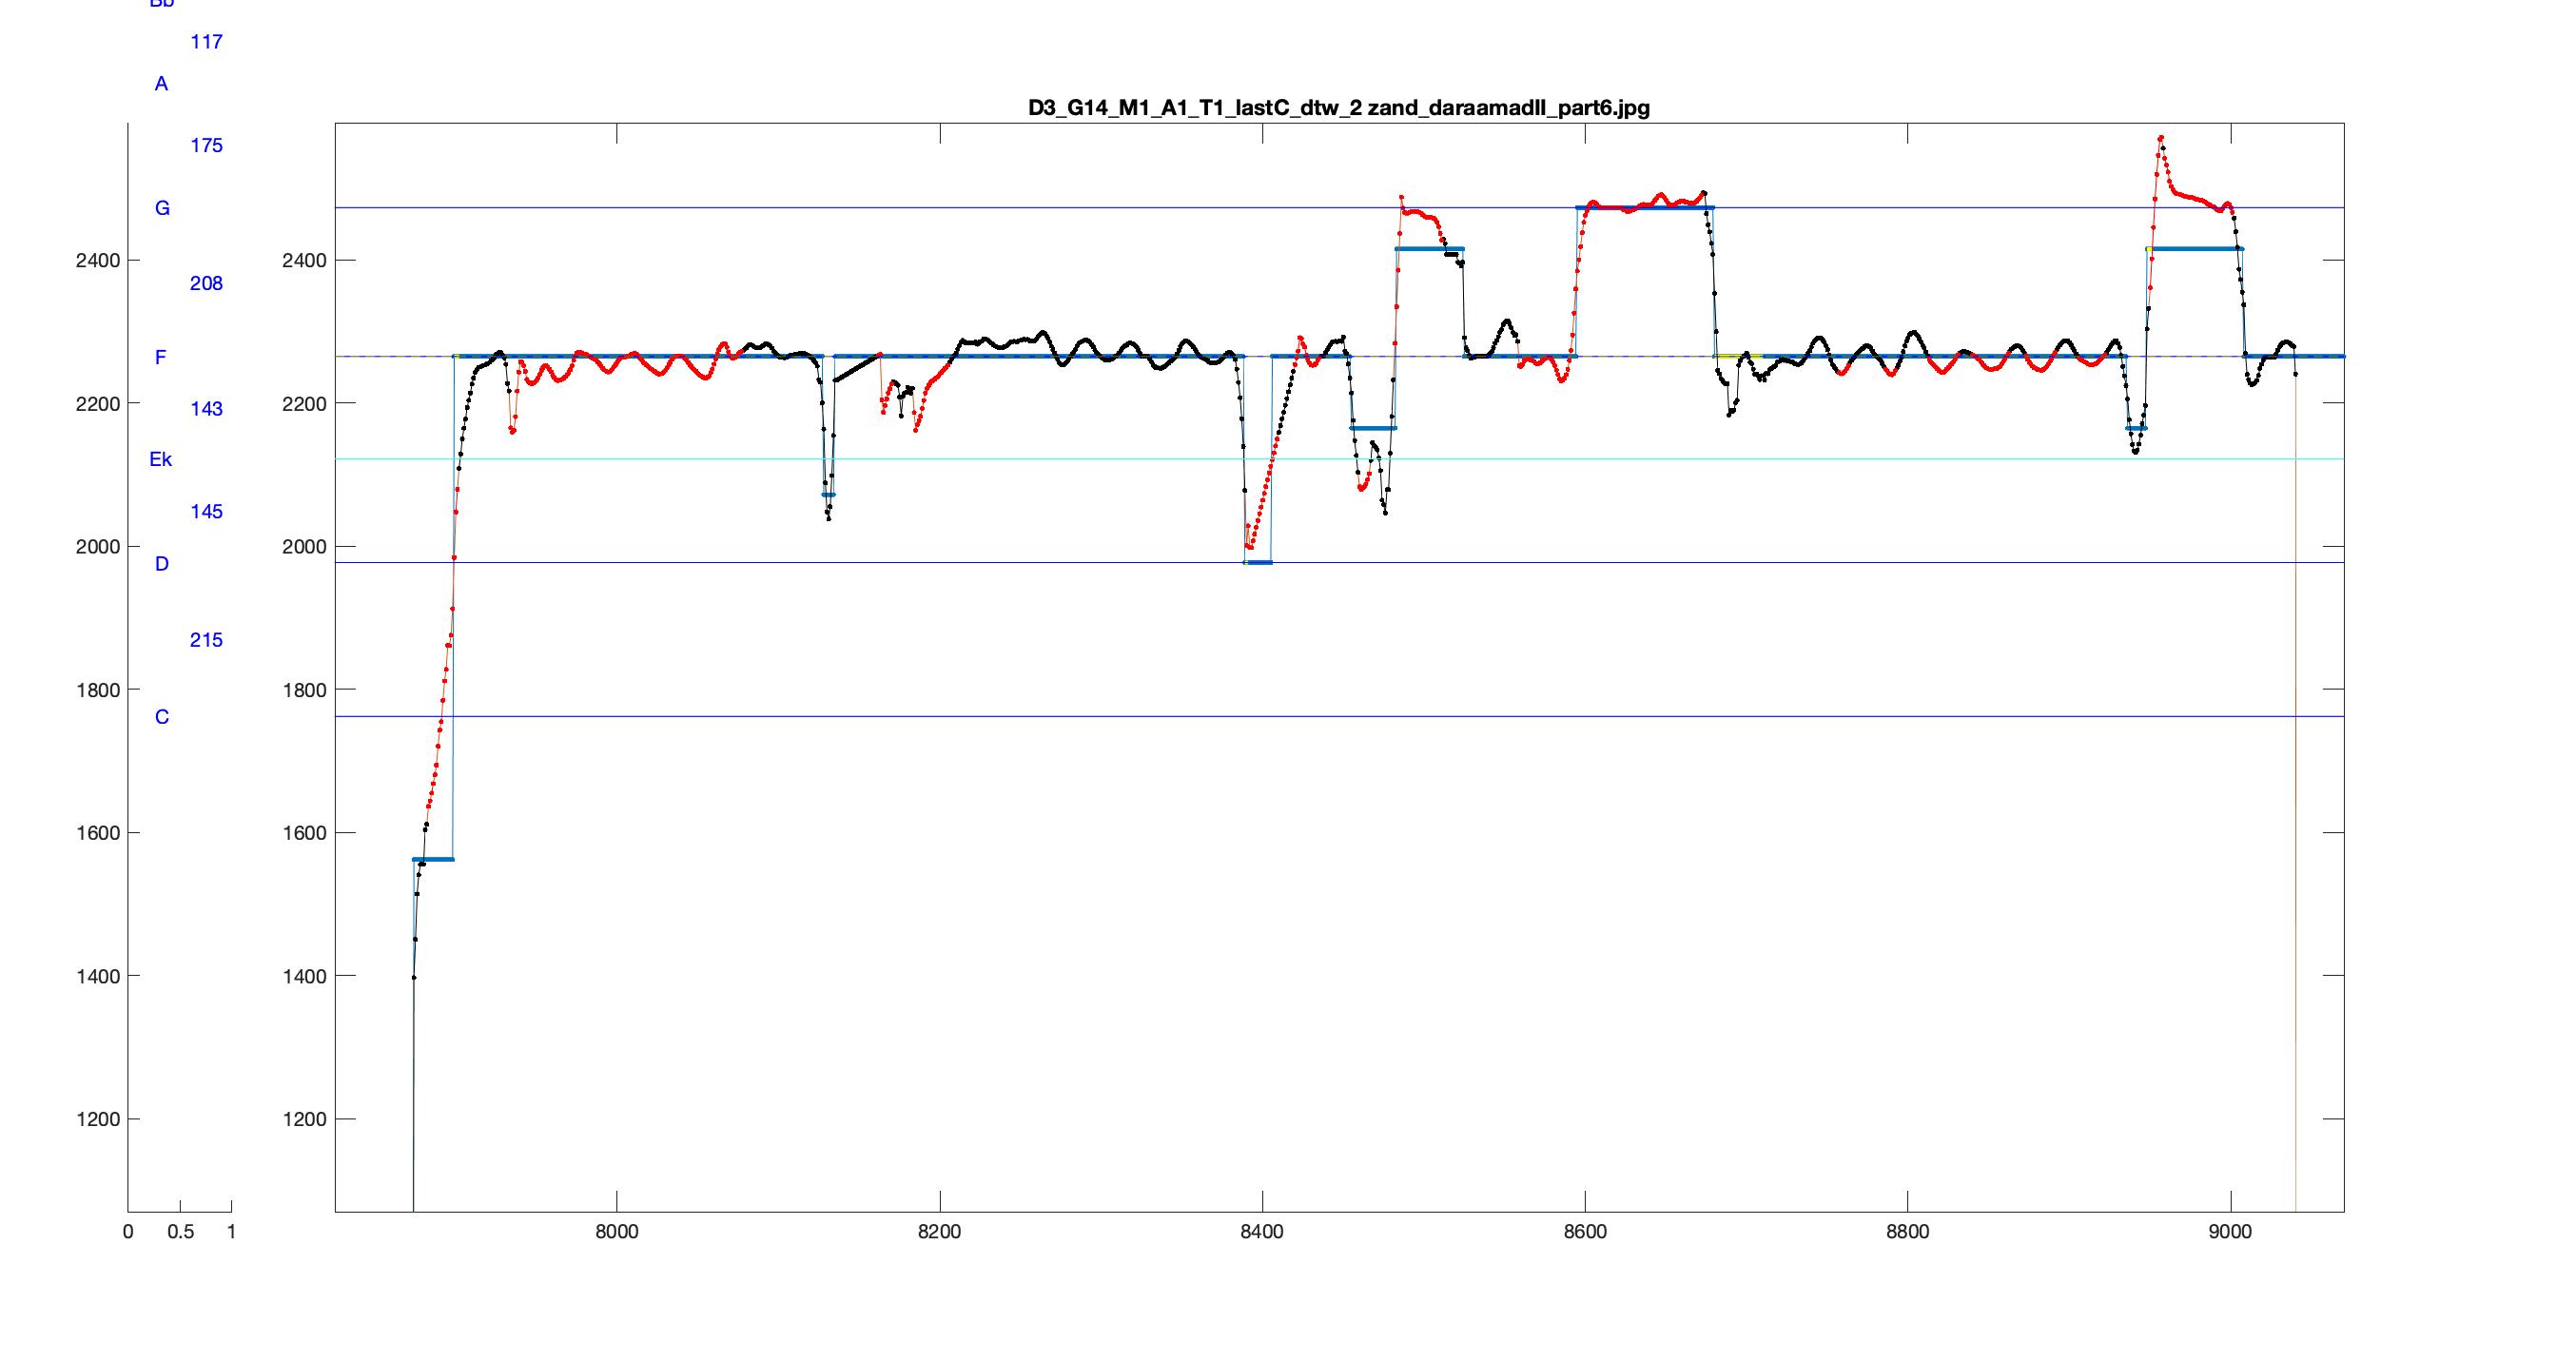 Bb
117
A
D3_G14_M1_A1_T1_lastC_dtw_2 zand_daraamadII_part6.jpg
175
G
2400 2400
208
F
2200 2200
143
Ek
145
2000 2000
D
215
1800 1800
C
1600 1600
1400 1400
1200 1200
0 0.5 1 8000 8200 8400 8600 8800 9000